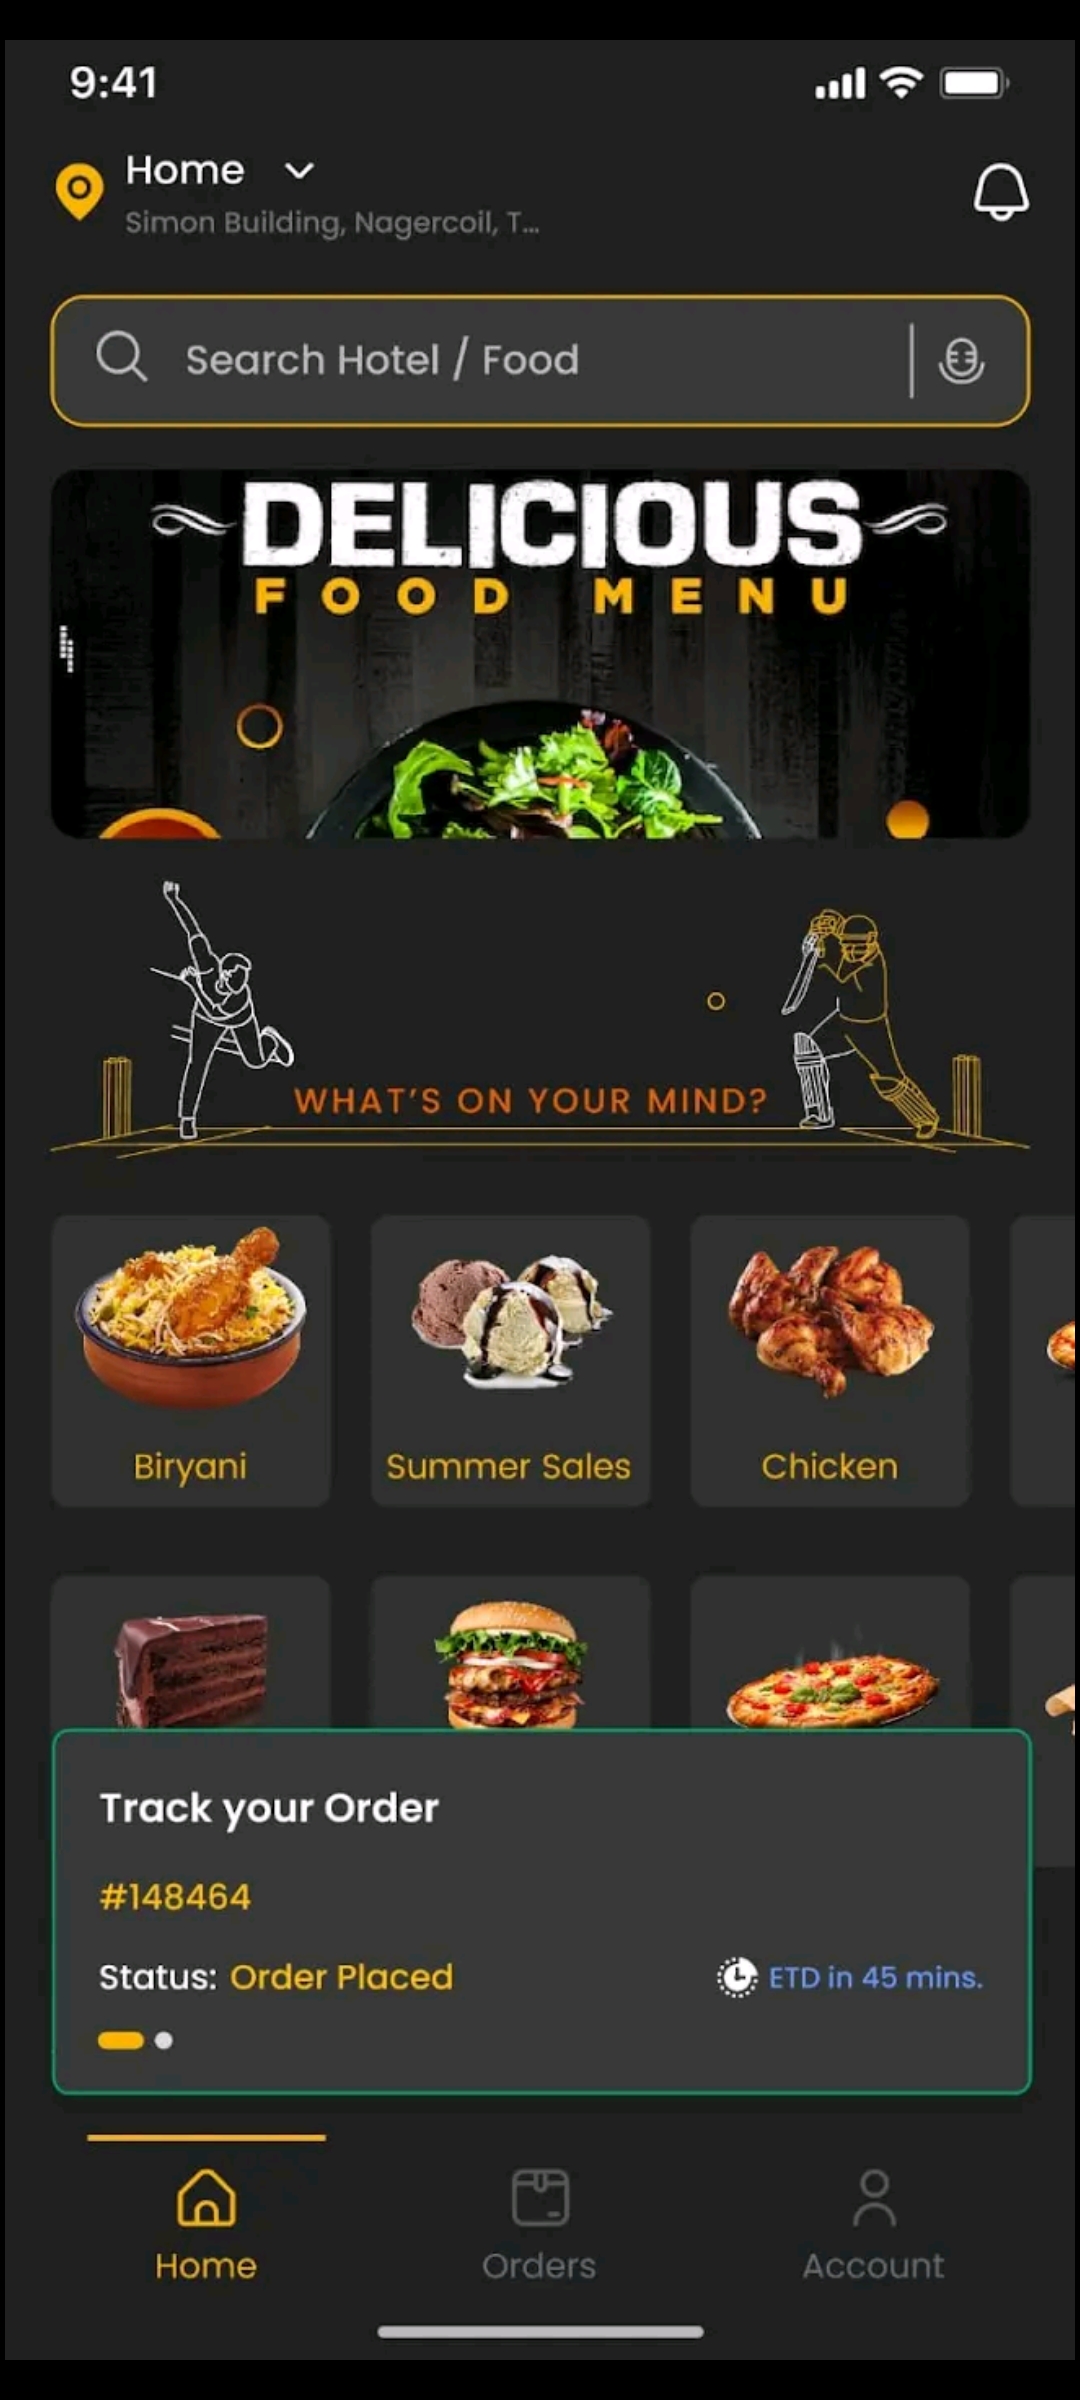 9:41
Home
Simon Building, Nagercoil, T...
Search Hotel / Food
DELICIOUS
FOOD MENU
WHAT'S ON YOUR MIND?
Biryani
Summer Sales
Chicken
Track your Order
#148464
Status: Order Placed
ETD in 45 mins.
Home
Orders
Account